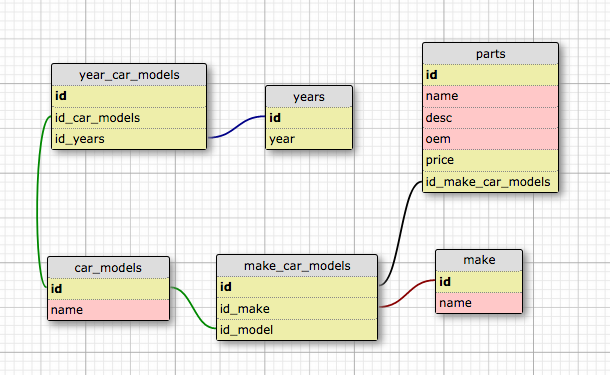 year_car_models
id
id_car_models
id_years
years
id
year
parts
id
name
desc
oem
price
id_make_car_models
car_models
id
name
make_car_models
id
id_make
id_model
make
id
name